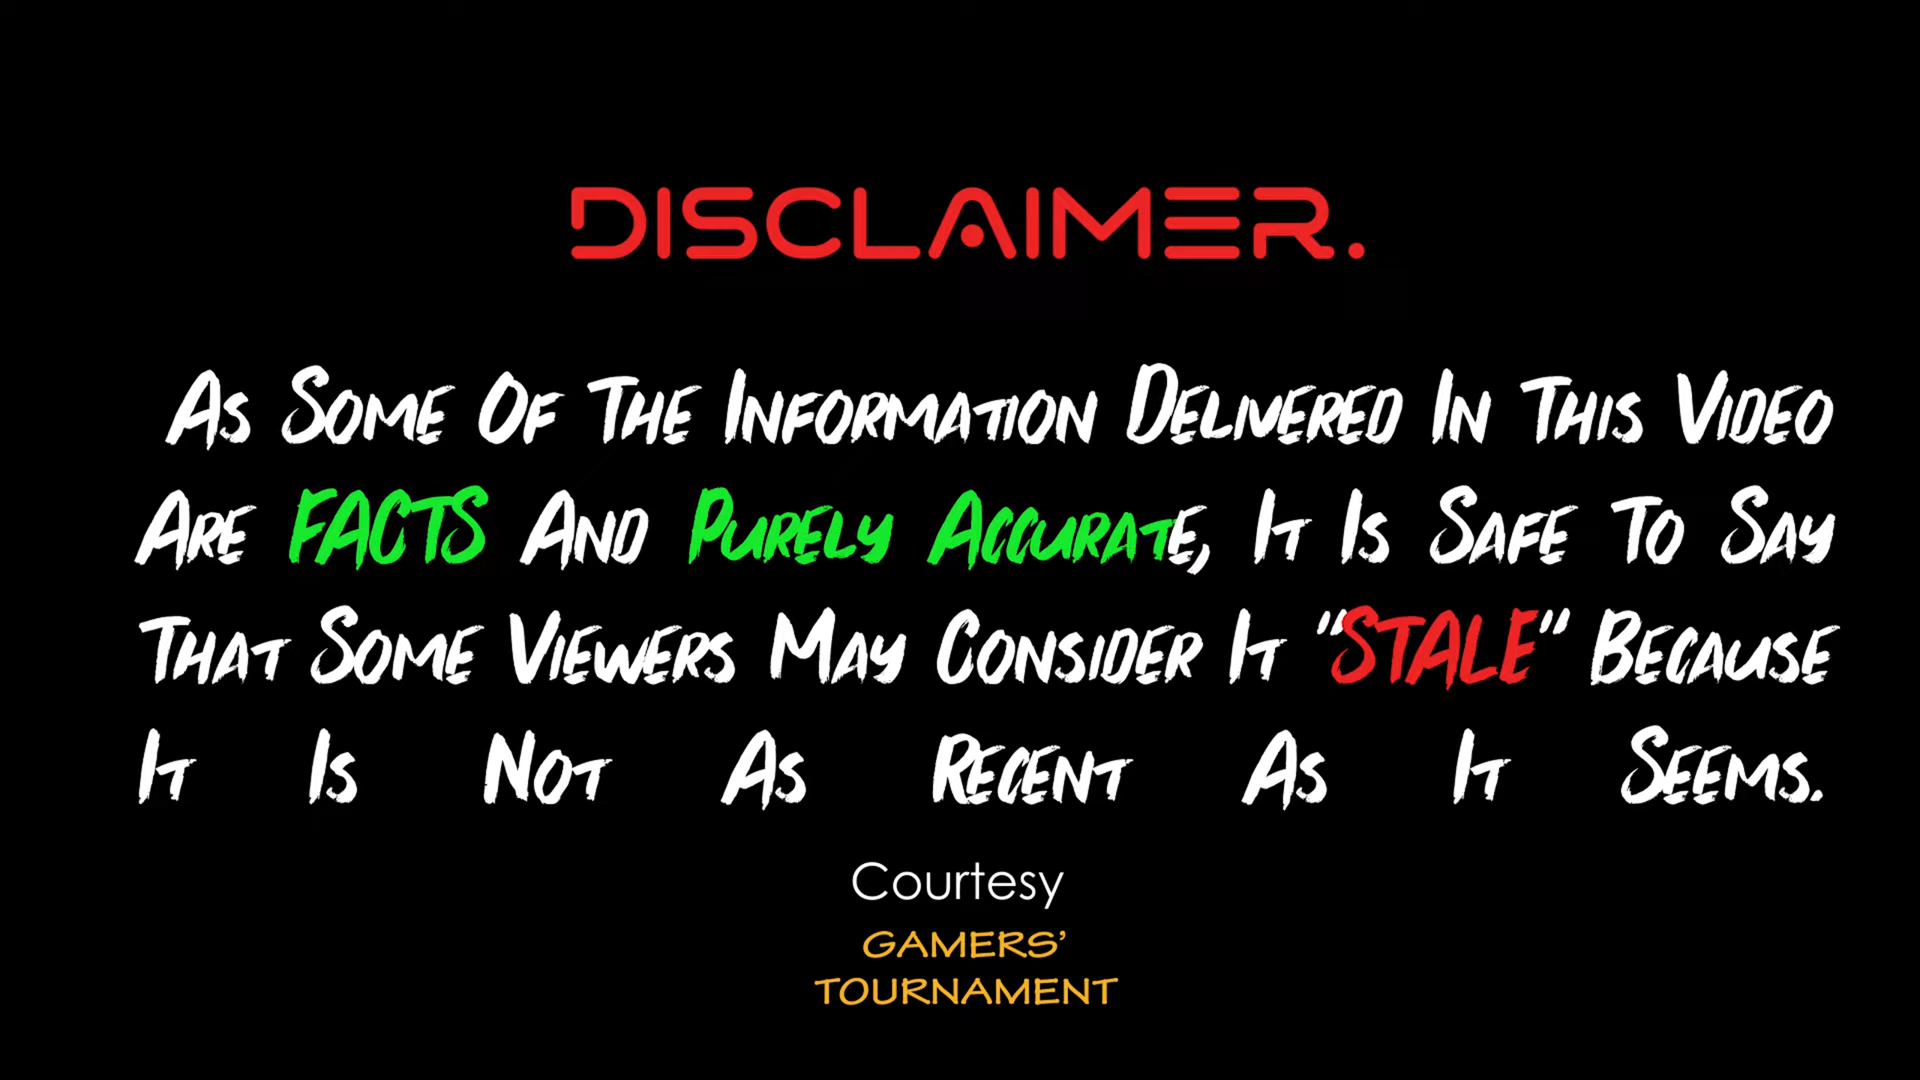 DISCLAIMER.
As Some Of The Information Delivered In This Video
Are FACTS And Purely Accurate, It Is Safe To Say
That Some Viewers May Consider It "STALE" Because
It Is Not As Recent As It Seems.
Courtesy
GAMERS'
TOURNAMENT